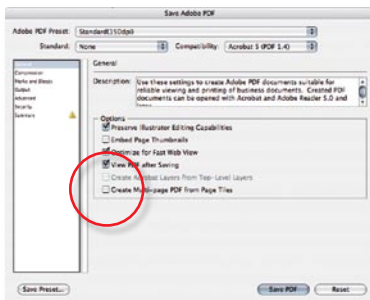 Save Adobe PDF
Adobe PDF Preset: Standard(350dpi)
Standard: None Compatibility: Acrobat 5 (PDF 1.4)
General
General
Compression
Marks and Bleeds
Output
Advanced
Security
Summary
Description: Use these settings to create Adobe PDF documents suitable for
reliable viewing and printing of business documents. Created PDF
documents can be opened with Acrobat and Adobe Reader 5.0 and
Options
Preserve Illustrator Editing Capabilities
Embed Page Thumbnails
Optimize for Fast Web View
View PDF after Saving
Create Acrobat Layers from Top-Level Layers
Create Multi-page PDF from Page Tiles
Save Preset...
Save PDF
Reset